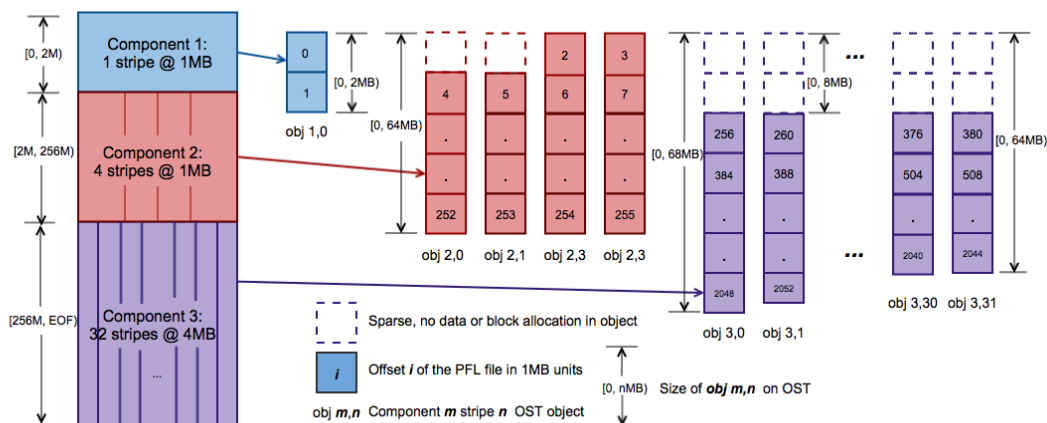 [0, 2M)
Component 1:
1 stripe @ 1MB
0
1
[0, 2MB)
obj 1,0
[2M, 256M)
Component 2:
4 stripes @ 1MB
[0, 64MB)
2
3
4
5
6
7
.
.
.
.
.
.
.
.
252
253
254
255
obj 2,0
obj 2,1
obj 2,3
obj 2,3
[256M, EOF)
Component 3:
32 stripes @ 4MB
...
[0, 68MB)
[0, 8MB)
...
[0, 64MB)
256
260
376
380
384
388
504
508
.
.
.
.
.
.
2040
2044
2048
2052
...
obj 3,0
obj 3,1
obj 3,30
obj 3,31
Sparse, no data or block allocation in object
i
Offset i of the PFL file in 1MB units
obj m,n Component m stripe n OST object
[0, nMB)
Size of obj m,n on OST